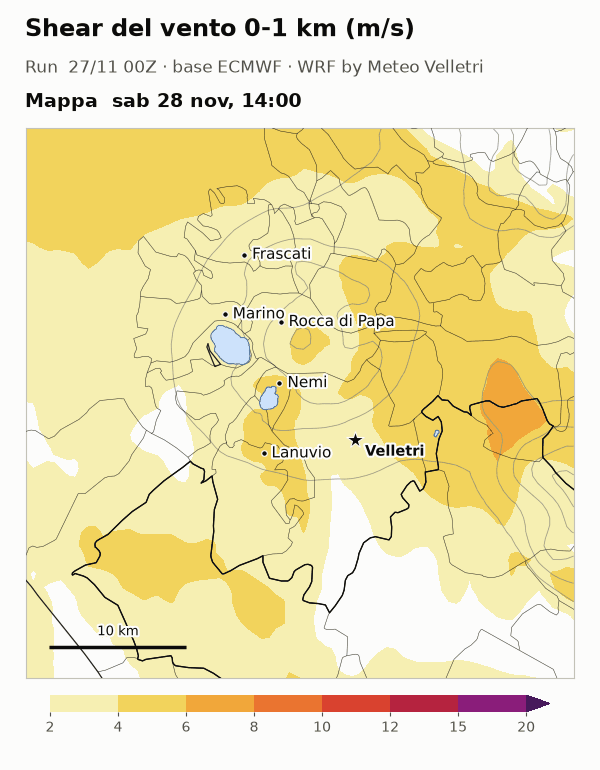 Shear del vento 0-1 km (m/s)
Run  27/11 00Z · base ECMWF · WRF by Meteo Velletri
Mappa  sab 28 nov, 14:00
Frascati
Marino
Rocca di Papa
Nemi
Velletri
Lanuvio
10 km
2 4 6 8 10 12 15 20